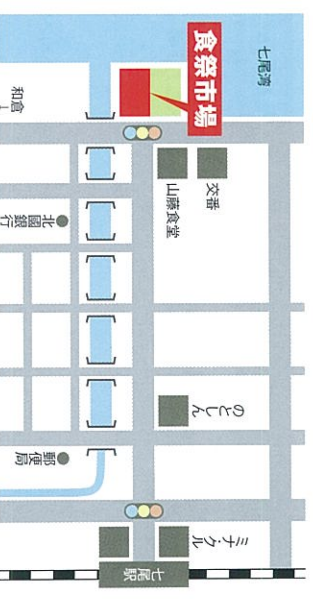 七尾湾
食祭市場
和倉
↓
交番
山藤食堂
北國銀行
のとしん
郵便局
ミナ.クル
七尾駅